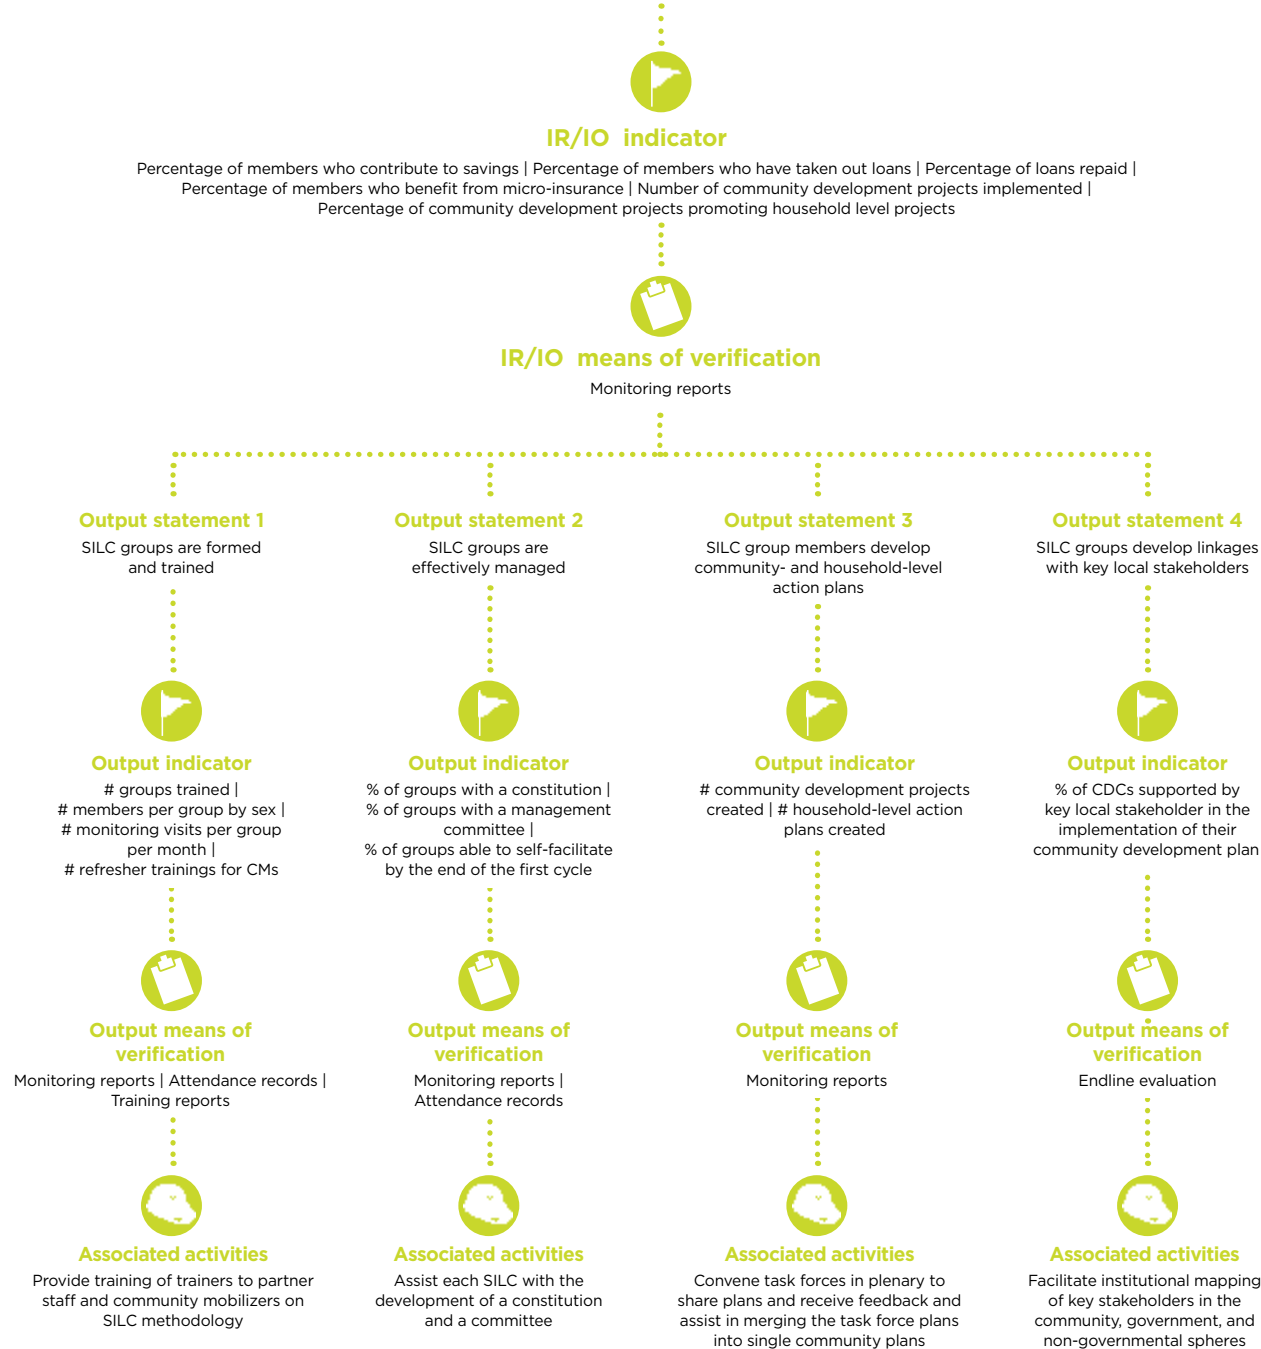 IR/IO indicator
Percentage of members who contribute to savings | Percentage of members who have taken out loans | Percentage of loans repaid |
Percentage of members who benefit from micro-insurance | Number of community development projects implemented |
Percentage of community development projects promoting household level projects
IR/IO means of verification
Monitoring reports
Output statement 1
SILC groups are formed
and trained
Output indicator
# groups trained |
# members per group by sex |
# monitoring visits per group
per month |
# refresher trainings for CMs
Output means of
verification
Monitoring reports | Attendance records |
Training reports
Associated activities
Provide training of trainers to partner
staff and community mobilizers on
SILC methodology
Output statement 2
SILC groups are
effectively managed
Output indicator
% of groups with a constitution |
% of groups with a management
committee |
% of groups able to self-facilitate
by the end of the first cycle
Output means of
verification
Monitoring reports |
Attendance records
Associated activities
Assist each SILC with the
development of a constitution
and a committee
Output statement 3
SILC group members develop
community- and household-level
action plans
Output indicator
# community development projects
created | # household-level action
plans created
Output means of
verification
Monitoring reports
Associated activities
Convene task forces in plenary to
share plans and receive feedback and
assist in merging the task force plans
into single community plans
Output statement 4
SILC groups develop linkages
with key local stakeholders
Output indicator
% of CDCs supported by
key local stakeholder in the
implementation of their
community development plan
Output means of
verification
Endline evaluation
Associated activities
Facilitate institutional mapping
of key stakeholders in the
community, government, and
non-governmental spheres